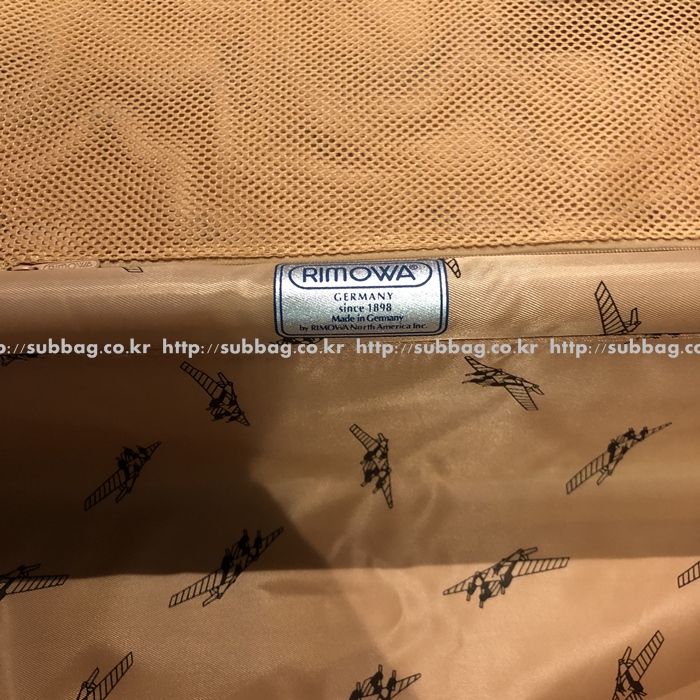 RIMOWA
RIMOWA®
GERMANY
since 1898
Made in Germany
by RIMOWA North America Inc.
p://subbag.co.kr http://subbag.co.kr http://subbag.co.kr http://subbag.co